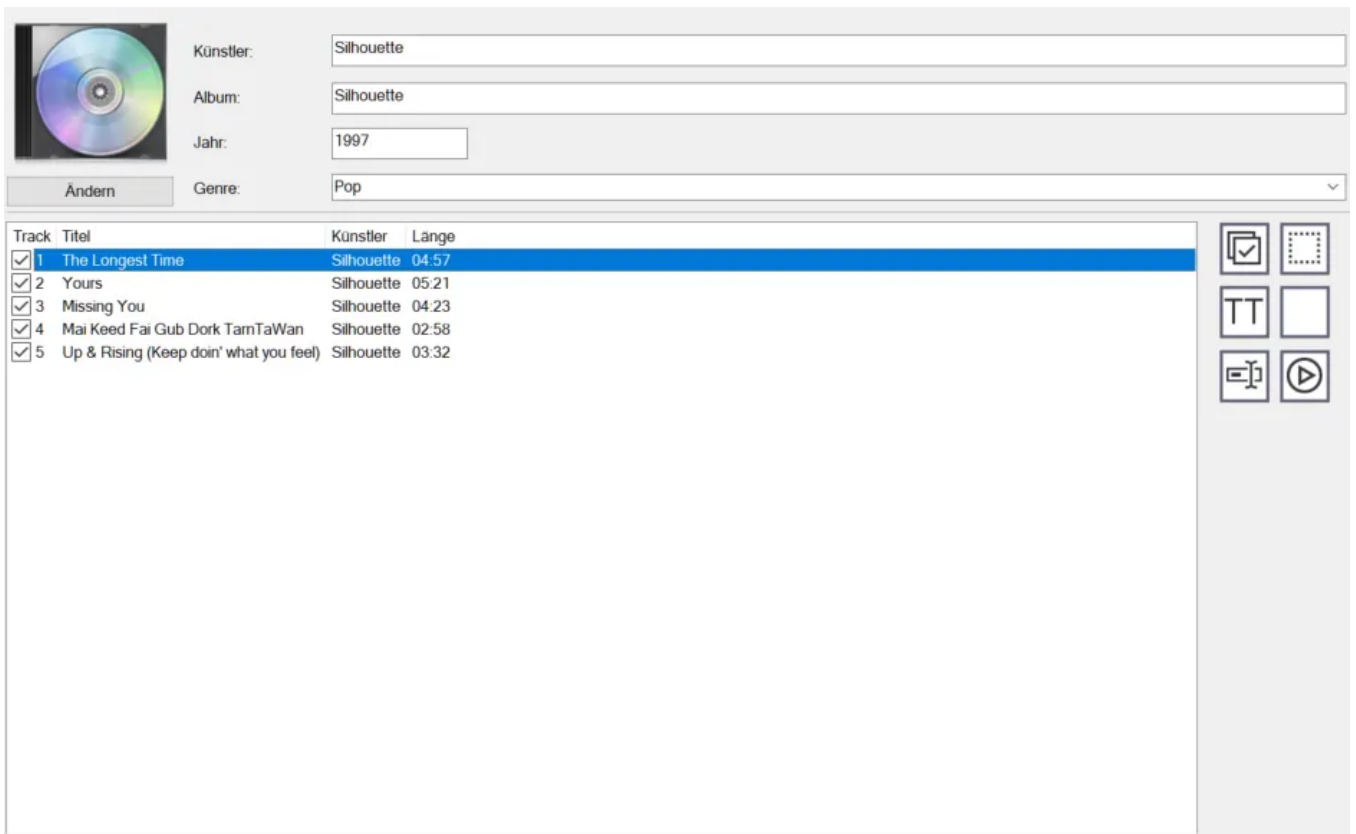 Künstler: Silhouette
Album: Silhouette
Jahr: 1997
Ändern Genre: Pop
Track Titel Künstler Länge
1 The Longest Time Silhouette 04:57
2 Yours Silhouette 05:21
3 Missing You Silhouette 04:23
4 Mai Keed Fai Gub Dork TarnTaWan Silhouette 02:58
5 Up & Rising (Keep doin' what you feel) Silhouette 03:32
TT